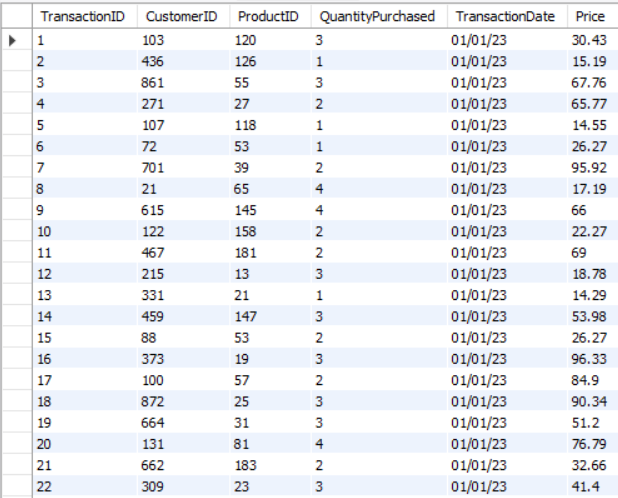 TransactionID CustomerID ProductID QuantityPurchased TransactionDate Price
1 103 120 3 01/01/23 30.43
2 436 126 1 01/01/23 15.19
3 861 55 3 01/01/23 67.76
4 271 27 2 01/01/23 65.77
5 107 118 1 01/01/23 14.55
6 72 53 1 01/01/23 26.27
7 701 39 2 01/01/23 95.92
8 21 65 4 01/01/23 17.19
9 615 145 4 01/01/23 66
10 122 158 2 01/01/23 22.27
11 467 181 2 01/01/23 69
12 215 13 3 01/01/23 18.78
13 331 21 1 01/01/23 14.29
14 459 147 3 01/01/23 53.98
15 88 53 2 01/01/23 26.27
16 373 19 3 01/01/23 96.33
17 100 57 2 01/01/23 84.9
18 872 25 3 01/01/23 90.34
19 664 31 3 01/01/23 51.2
20 131 81 4 01/01/23 76.79
21 662 183 2 01/01/23 32.66
22 309 23 3 01/01/23 41.4